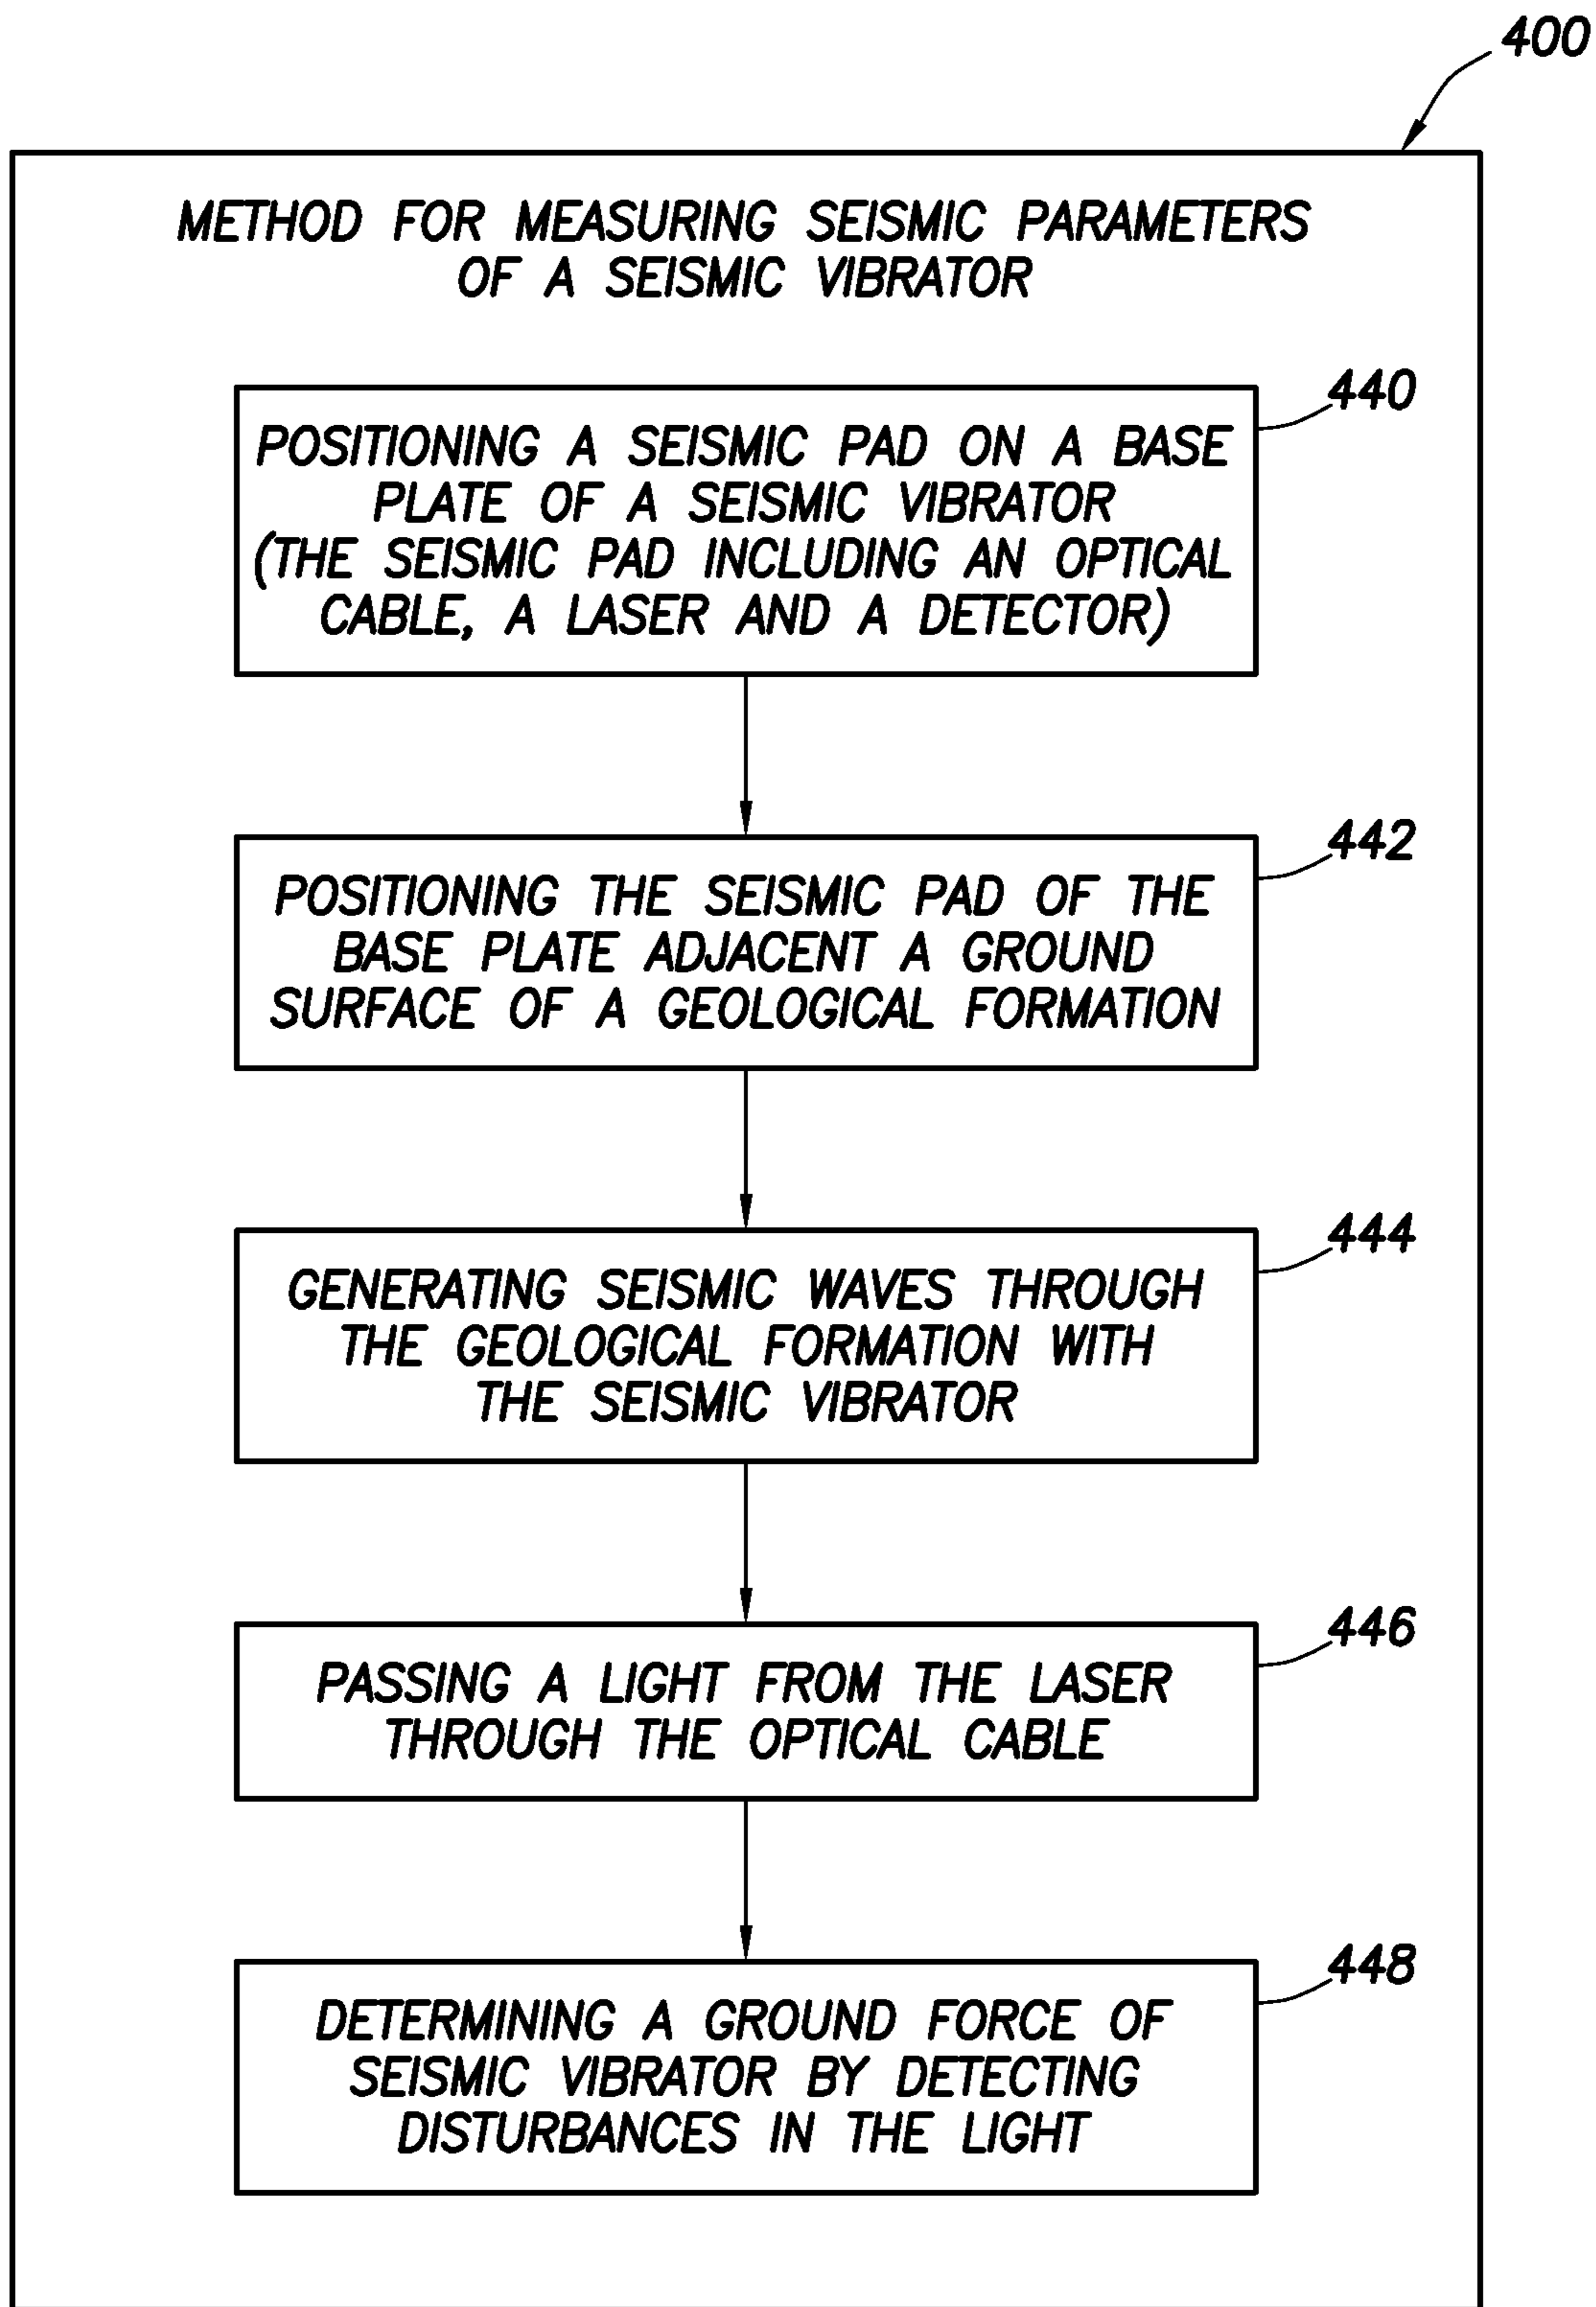 400
METHOD FOR MEASURING SEISMIC PARAMETERS
OF A SEISMIC VIBRATOR
440
POSITIONING A SEISMIC PAD ON A BASE
PLATE OF A SEISMIC VIBRATOR
(THE SEISMIC PAD INCLUDING AN OPTICAL
CABLE, A LASER AND A DETECTOR)
442
POSITIONING THE SEISMIC PAD OF THE
BASE PLATE ADJACENT A GROUND
SURFACE OF A GEOLOGICAL FORMATION
444
GENERATING SEISMIC WAVES THROUGH
THE GEOLOGICAL FORMATION WITH
THE SEISMIC VIBRATOR
446
PASSING A LIGHT FROM THE LASER
THROUGH THE OPTICAL CABLE
448
DETERMINING A GROUND FORCE OF
SEISMIC VIBRATOR BY DETECTING
DISTURBANCES IN THE LIGHT